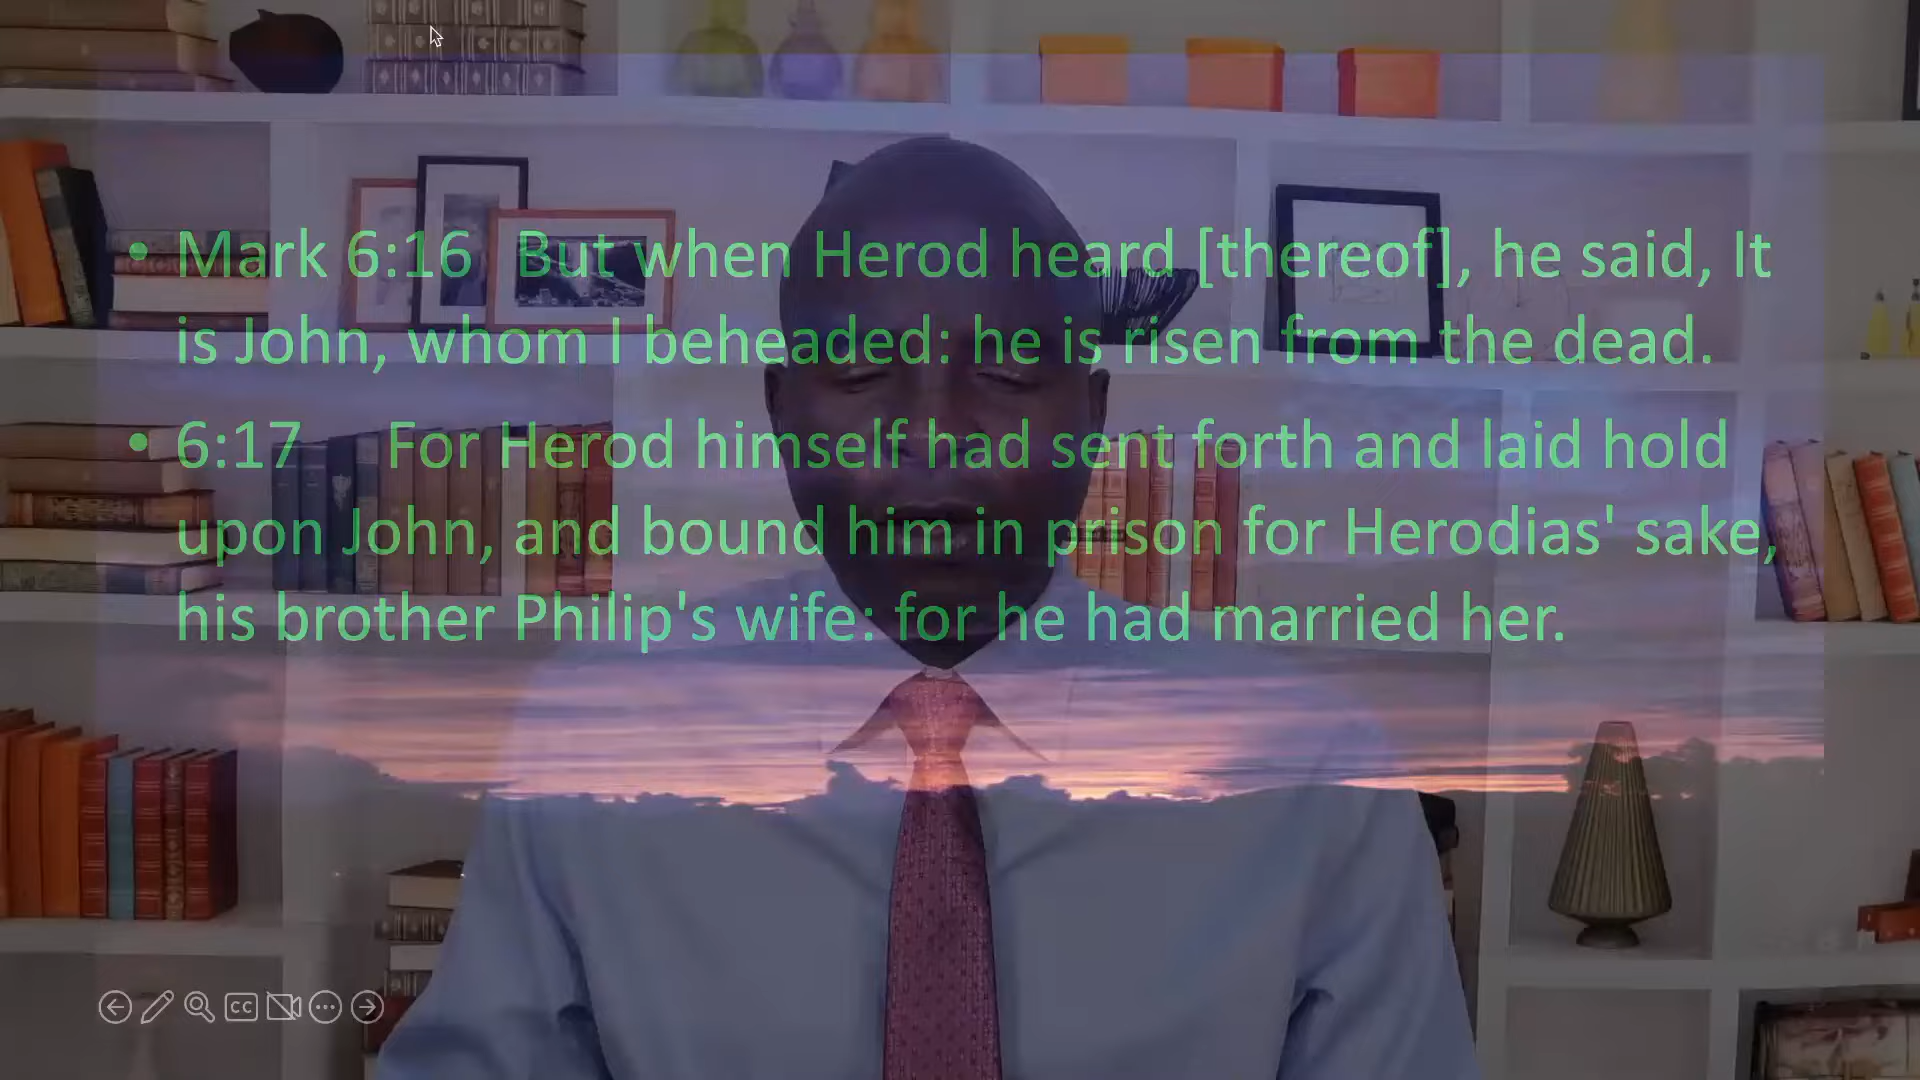 • Mark 6:16 But when Herod heard [thereof], he said, It
is John, whom I beheaded: he is risen from the dead.
• 6:17 For Herod himself had sent forth and laid hold
upon John, and bound him in prison for Herodias' sake,
his brother Philip's wife: for he had married her.
CC